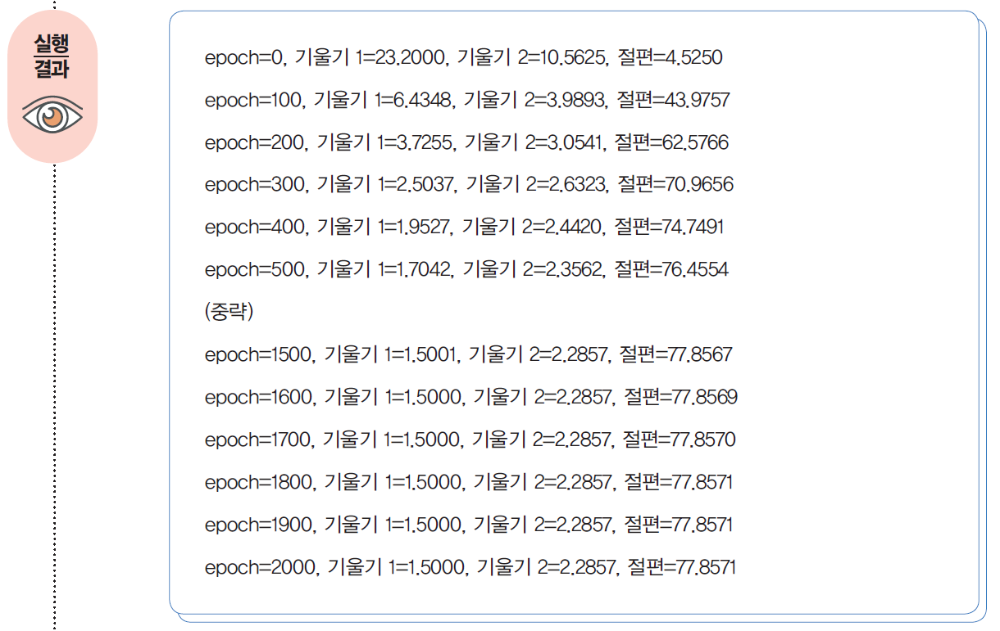 실행
결과
epoch=0, 기울기 1=23.2000, 기울기 2=10.5625, 절편=4.5250
epoch=100, 기울기 1=6.4348, 기울기 2=3.9893, 절편=43.9757
epoch=200, 기울기 1=3.7255, 기울기 2=3.0541, 절편=62.5766
epoch=300, 기울기 1=2.5037, 기울기 2=2.6323, 절편=70.9656
epoch=400, 기울기 1=1.9527, 기울기 2=2.4420, 절편=74.7491
epoch=500, 기울기 1=1.7042, 기울기 2=2.3562, 절편=76.4554
(중략)
epoch=1500, 기울기 1=1.5001, 기울기 2=2.2857, 절편=77.8567
epoch=1600, 기울기 1=1.5000, 기울기 2=2.2857, 절편=77.8569
epoch=1700, 기울기 1=1.5000, 기울기 2=2.2857, 절편=77.8570
epoch=1800, 기울기 1=1.5000, 기울기 2=2.2857, 절편=77.8571
epoch=1900, 기울기 1=1.5000, 기울기 2=2.2857, 절편=77.8571
epoch=2000, 기울기 1=1.5000, 기울기 2=2.2857, 절편=77.8571